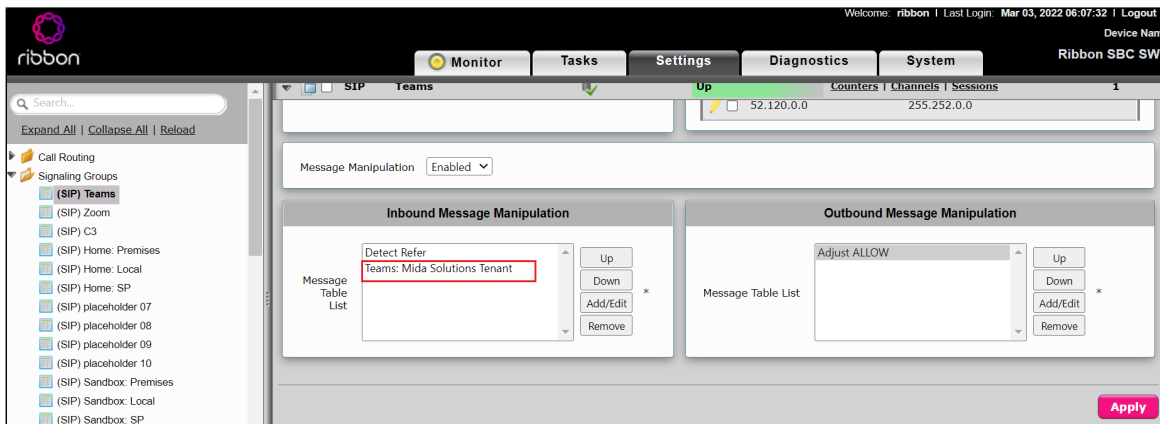 Welcome: ribbon | Last Login: Mar 03, 2022 06:07:32 | Logout
ribbon
Device Nam
Ribbon SBC SW
Monitor
Tasks
Settings
Diagnostics
System
Search...
Expand All | Collapse All | Reload
Call Routing
Signaling Groups
(SIP) Teams
(SIP) Zoom
(SIP) C3
(SIP) Home: Premises
(SIP) Home: Local
(SIP) Home: SP
(SIP) placeholder 07
(SIP) placeholder 08
(SIP) placeholder 09
(SIP) placeholder 10
(SIP) Sandbox: Premises
(SIP) Sandbox: Local
(SIP) Sandbox: SP
SIP Teams Up Counters | Channels | Sessions 1
52.120.0.0 255.252.0.0
Message Manipulation Enabled
Inbound Message Manipulation
Message Table List
Detect Refer
Teams: Mida Solutions Tenant
Up
Down
Add/Edit
Remove
*
Outbound Message Manipulation
Message Table List
Adjust ALLOW
Up
Down
Add/Edit
Remove
*
Apply